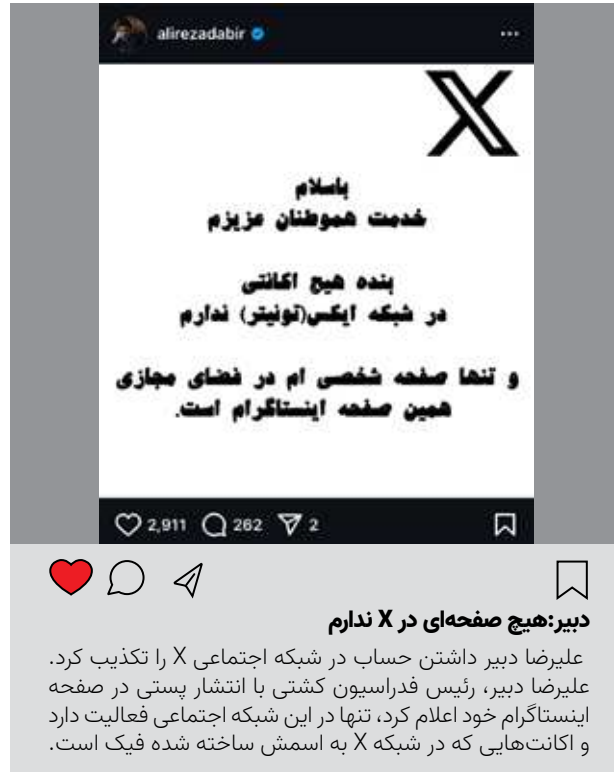 alirezadabir
X
باسلام
خدمت هموطنان عزیزم
بنده هیچ اکانتی
در شبکه ایکس(توئیتر) ندارم
و تنها صفحه شخصی ام در فضای مجازی
همین صفحه اینستاگرام است.
2,911 262 2
دبیر:هیچ صفحه‌ای در X ندارم
علیرضا دبیر داشتن حساب در شبکه اجتماعی X را تکذیب کرد.
علیرضا دبیر، رئیس فدراسیون کشتی با انتشار پستی در صفحه
اینستاگرام خود اعلام کرد، تنها در این شبکه اجتماعی فعالیت دارد
و اکانت‌هایی که در شبکه X به اسمش ساخته شده فیک است.